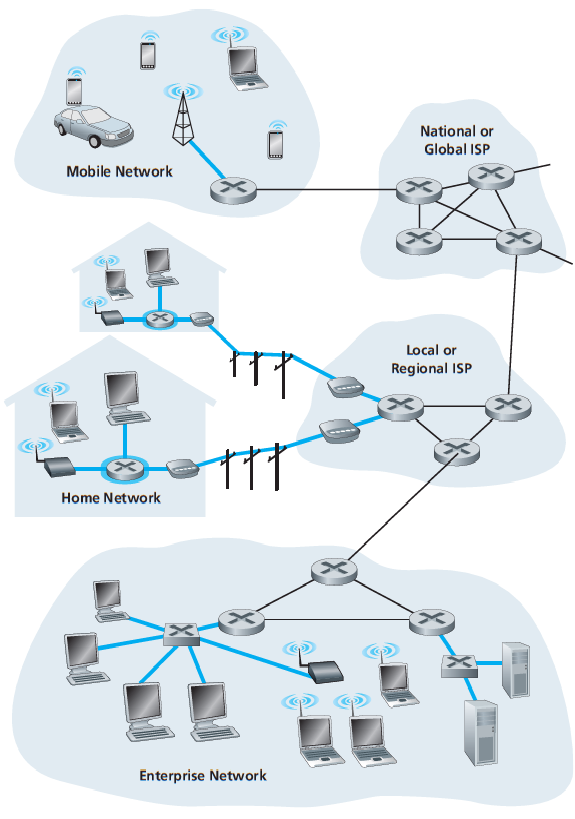 Mobile Network
National or
Global ISP
Local or
Regional ISP
Home Network
Enterprise Network